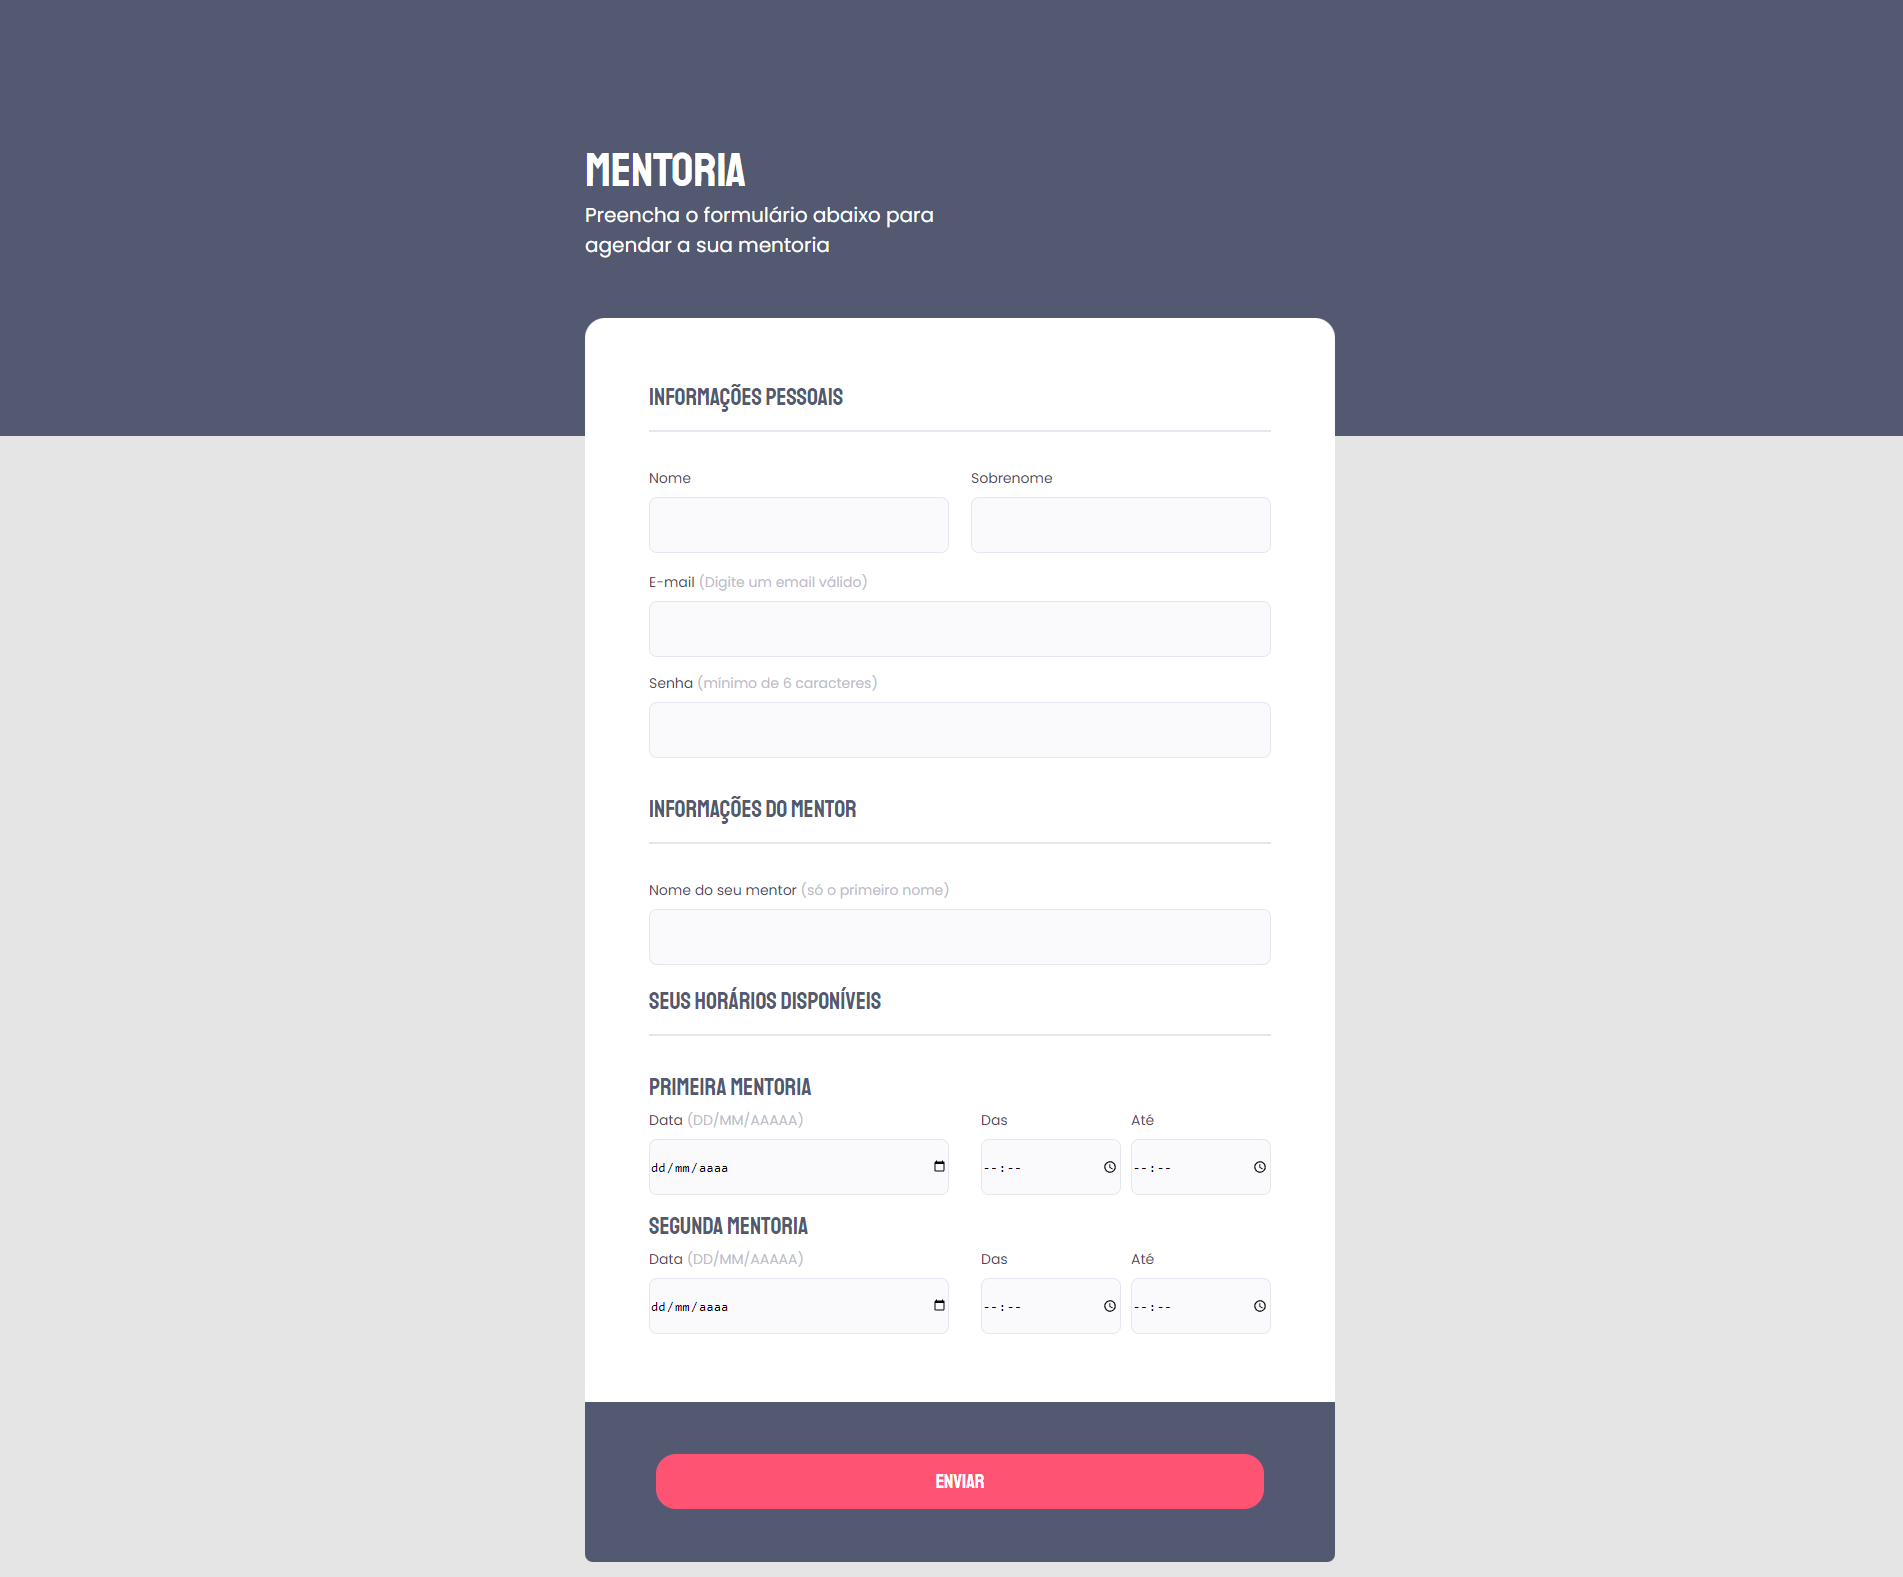 MENTORIA
Preencha o formulário abaixo para
agendar a sua mentoria
INFORMAÇÕES PESSOAIS
Nome Sobrenome
E-mail (Digite um email válido)
Senha (mínimo de 6 caracteres)
INFORMAÇÕES DO MENTOR
Nome do seu mentor (só o primeiro nome)
SEUS HORÁRIOS DISPONÍVEIS
PRIMEIRA MENTORIA
Data (DD/MM/AAAAA) Das Até
dd/mm/aaaa --:-- --:--
SEGUNDA MENTORIA
Data (DD/MM/AAAAA) Das Até
dd/mm/aaaa --:-- --:--
ENVIAR